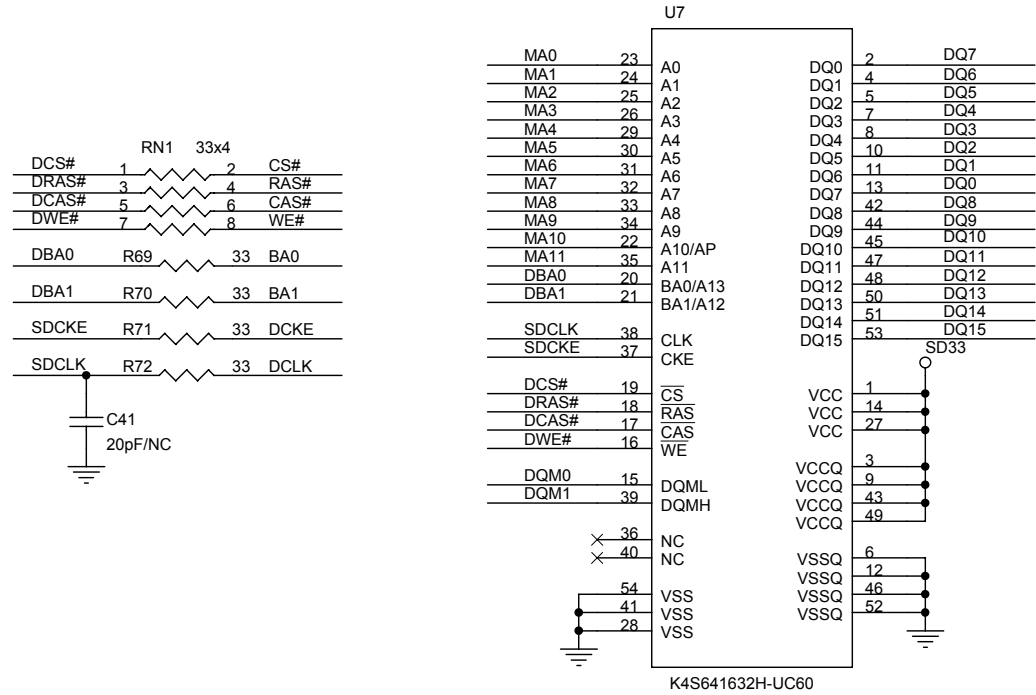 RN1 33x4
DCS# 1 2 CS#
DRAS# 3 4 RAS#
DCAS# 5 6 CAS#
DWE# 7 8 WE#
DBA0 R69 33 BA0
DBA1 R70 33 BA1
SDCKE R71 33 DCKE
SDCLK R72 33 DCLK
C41
20pF/NC
U7
MA0 23 A0 DQ0 2 DQ7
MA1 24 A1 DQ1 4 DQ6
MA2 25 A2 DQ2 5 DQ5
MA3 26 A3 DQ3 7 DQ4
MA4 29 A4 DQ4 8 DQ3
MA5 30 A5 DQ5 10 DQ2
MA6 31 A6 DQ6 11 DQ1
MA7 32 A7 DQ7 13 DQ0
MA8 33 A8 DQ8 42 DQ8
MA9 34 A9 DQ9 44 DQ9
MA10 22 A10/AP DQ10 45 DQ10
MA11 35 A11 DQ11 47 DQ11
DBA0 20 BA0/A13 DQ12 48 DQ12
DBA1 21 BA1/A12 DQ13 50 DQ13
DQ14 51 DQ14
SDCLK 38 CLK DQ15 53 DQ15
SDCKE 37 CKE SD33
DCS# 19 CS VCC 1
DRAS# 18 RAS VCC 14
DCAS# 17 CAS VCC 27
DWE# 16 WE
VCCQ 3
DQM0 15 DQML VCCQ 9
DQM1 39 DQMH VCCQ 43
VCCQ 49
36 NC
40 NC VSSQ 6
VSSQ 12
54 VSS VSSQ 46
41 VSS VSSQ 52
28 VSS
K4S641632H-UC60